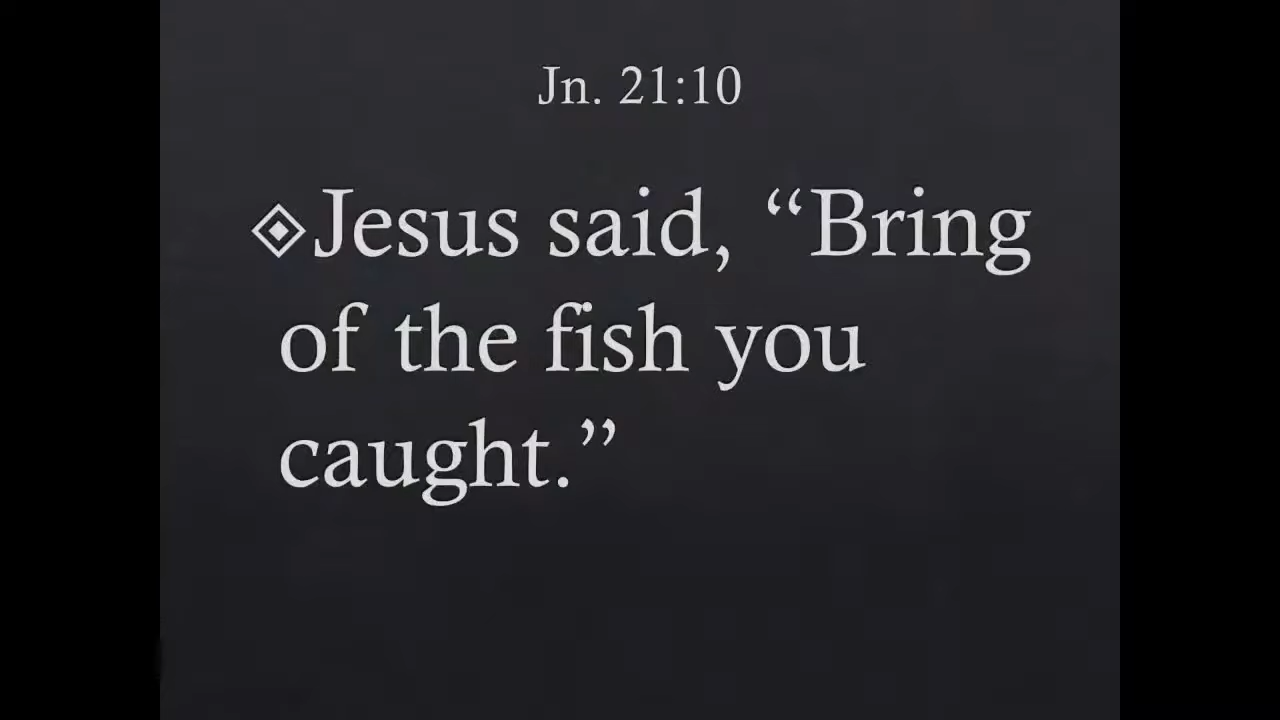 Jn. 21:10
Jesus said, “Bring
of the fish you
caught.”